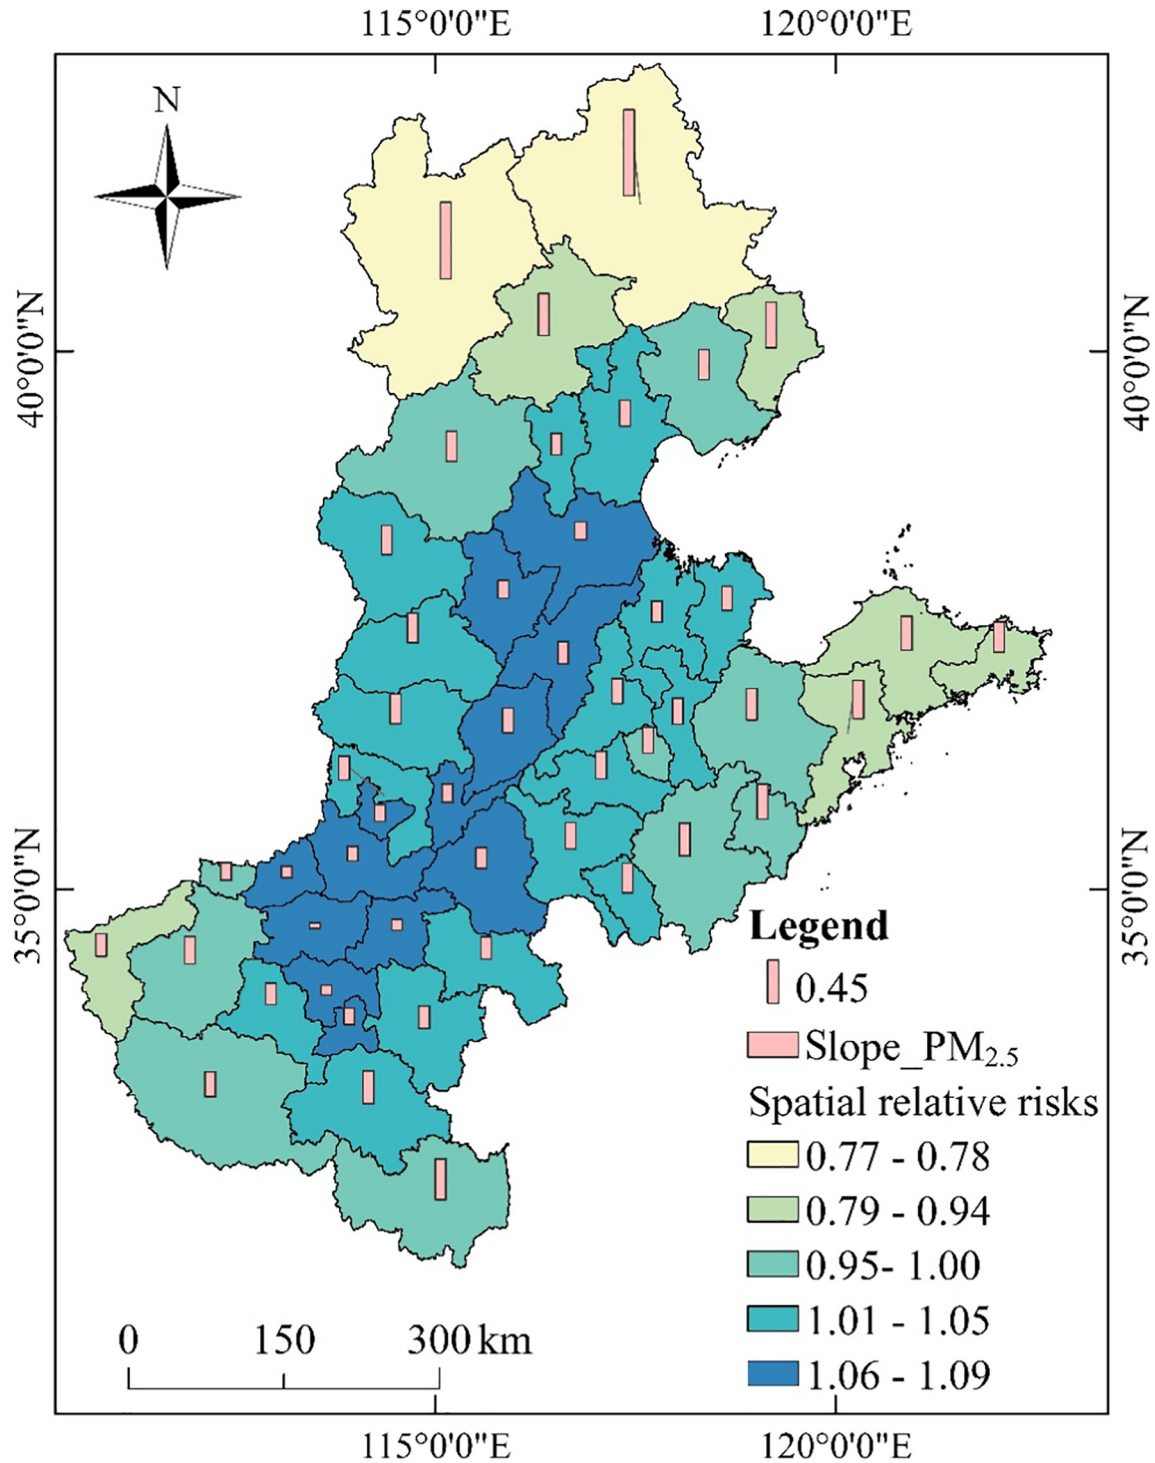 115°0'0"E 120°0'0"E
N
40°0'0"N 40°0'0"N
35°0'0"N 35°0'0"N
Legend
0.45
Slope_PM2.5
Spatial relative risks
0.77 - 0.78
0.79 - 0.94
0.95- 1.00
1.01 - 1.05
1.06 - 1.09
0 150 300 km
115°0'0"E 120°0'0"E